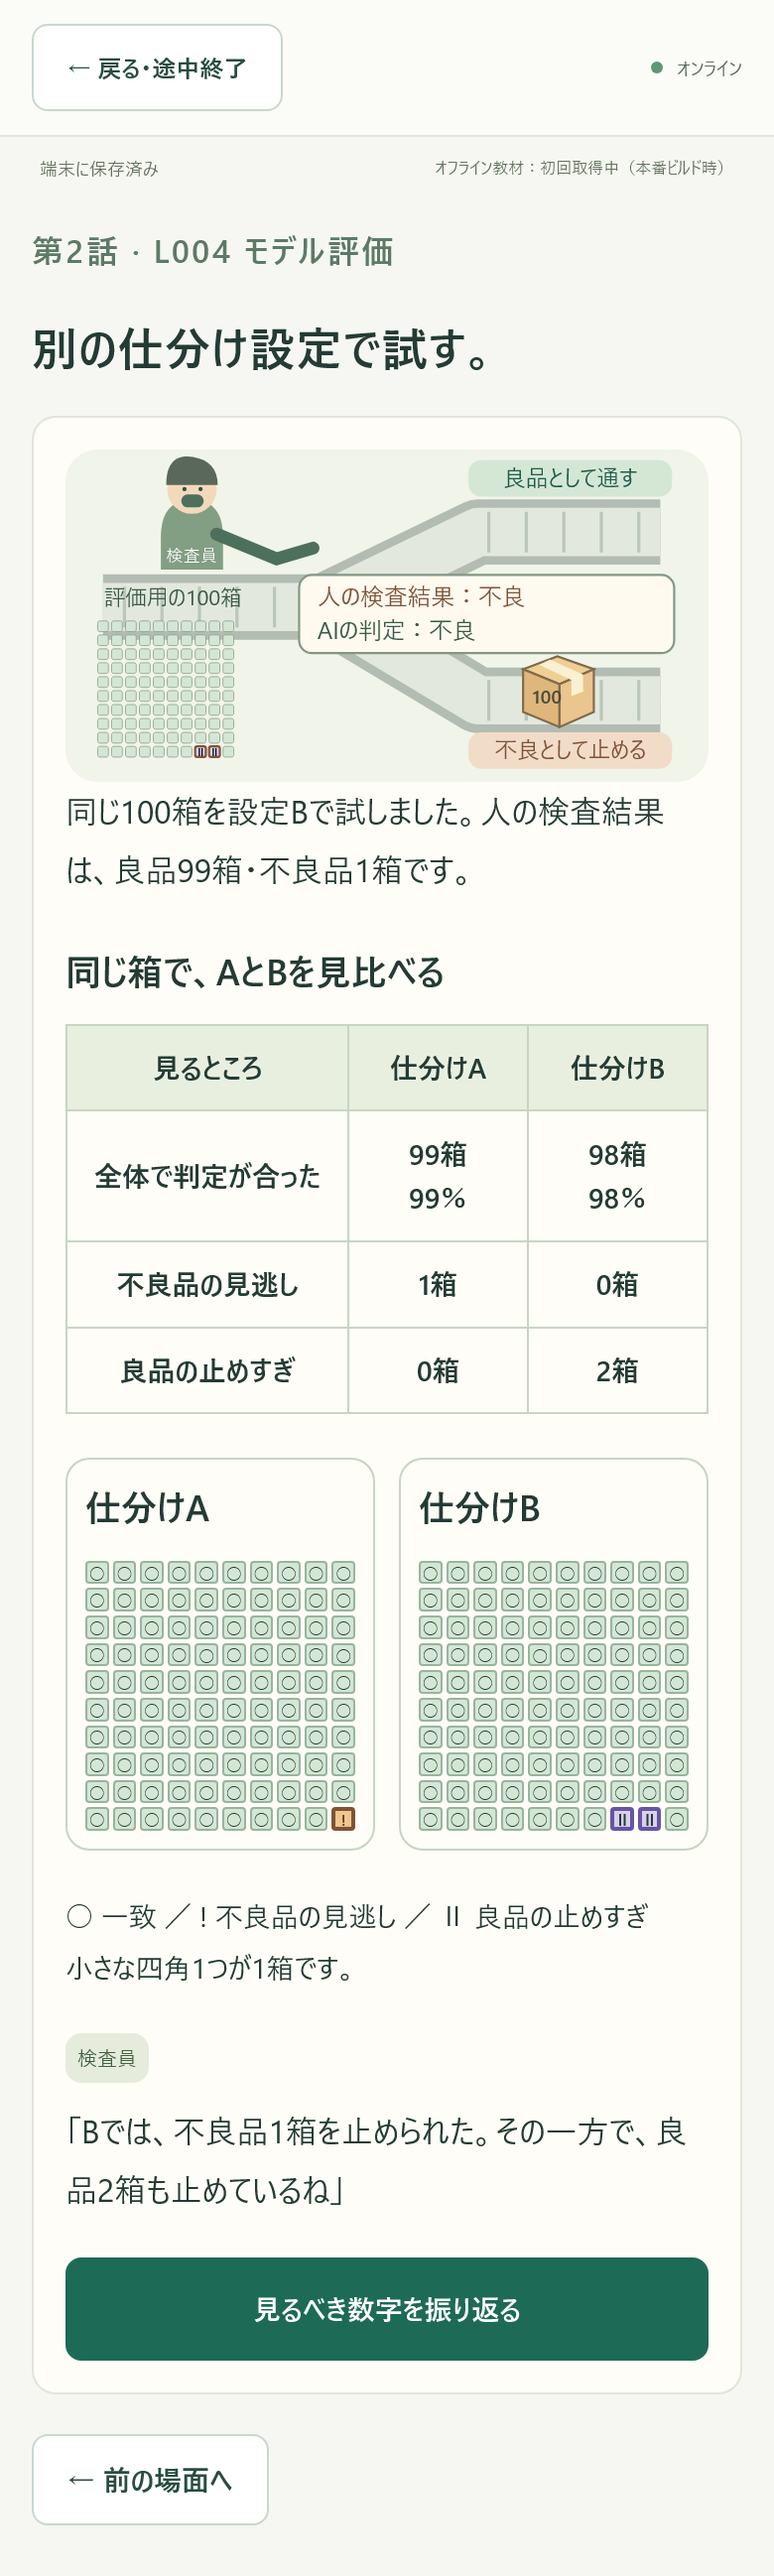 ← 戻る・途中終了
オンライン
端末に保存済み
オフライン教材：初回取得中（本番ビルド時）
第2話 · L004 モデル評価
別の仕分け設定で試す。
良品として通す
検査員
評価用の100箱
人の検査結果：不良
AIの判定：不良
100
不良として止める
同じ100箱を設定Bで試しました。人の検査結果
は、良品99箱・不良品1箱です。
同じ箱で、AとBを見比べる
見るところ 仕分けA 仕分けB
全体で判定が合った 99箱 99% 98箱 98%
不良品の見逃し 1箱 0箱
良品の止めすぎ 0箱 2箱
仕分けA
仕分けB
○ 一致 ／ ! 不良品の見逃し ／ II 良品の止めすぎ
小さな四角1つが1箱です。
検査員
「Bでは、不良品1箱を止められた。その一方で、良
品2箱も止めているね」
見るべき数字を振り返る
← 前の場面へ